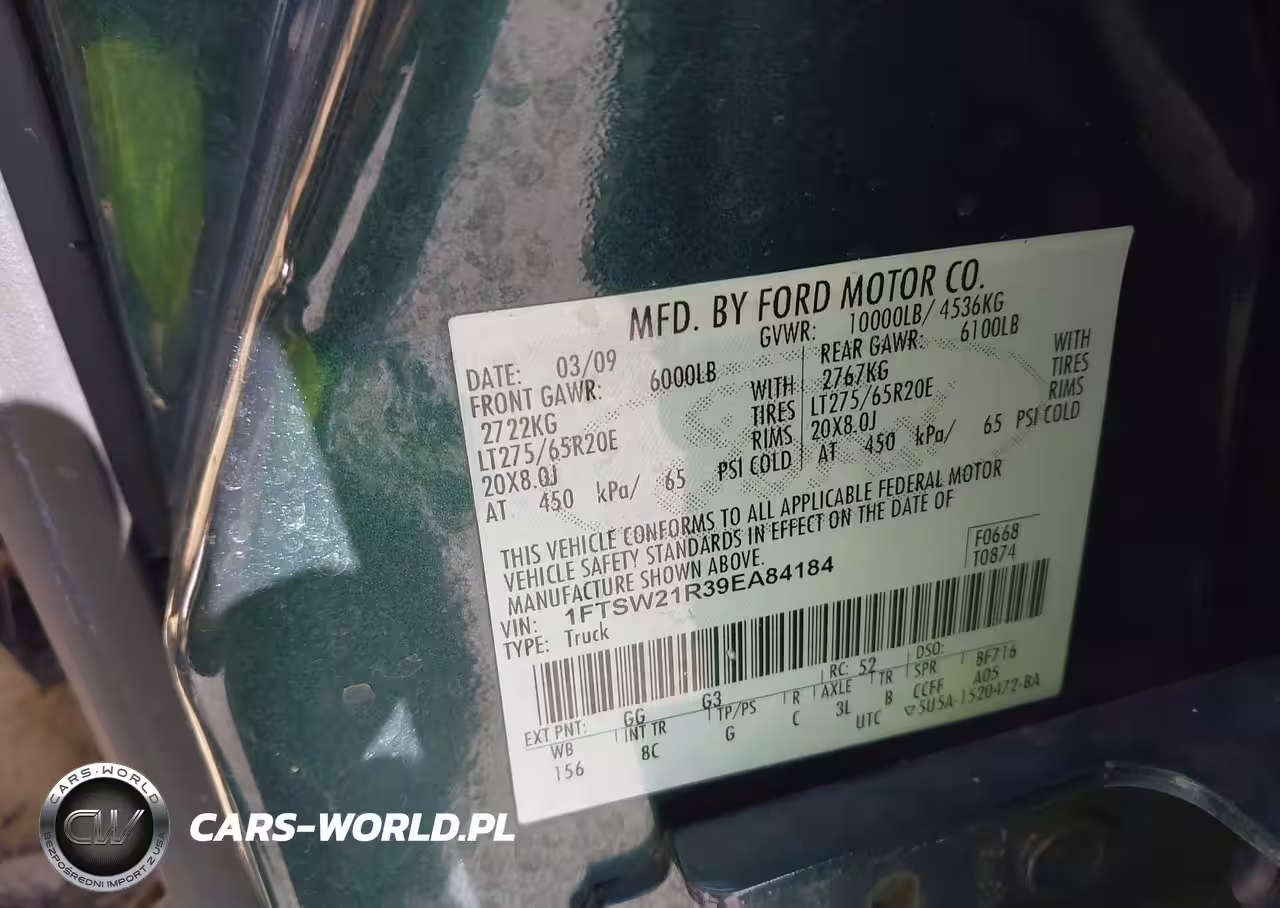 MFD. BY FORD MOTOR CO.
DATE: 03/09 GVWR: 10000LB/ 4536KG
FRONT GAWR: 6000LB REAR GAWR: 6100LB
2722KG WITH 2767KG WITH
LT275/65R20E TIRES LT275/65R20E TIRES
20X8.0J RIMS 20X8.0J RIMS
AT 450 kPa/ 65 PSI COLD AT 450 kPa/ 65 PSI COLD
THIS VEHICLE CONFORMS TO ALL APPLICABLE FEDERAL MOTOR
VEHICLE SAFETY STANDARDS IN EFFECT ON THE DATE OF
MANUFACTURE SHOWN ABOVE.
VIN: 1FTSW21R39EA84184
TYPE: Truck
F0668
T0874
EXT PNT: GG G3 RC: 52 DSO:
WB INT TR TP/PS R AXLE TR SPR 8F716
156 8C G C 3L B CCFF A05
UTC ▽5U5A-1520472-BA
CARS-WORLD
CW
BEZPOŚREDNI IMPORT Z USA
CARS-WORLD.PL